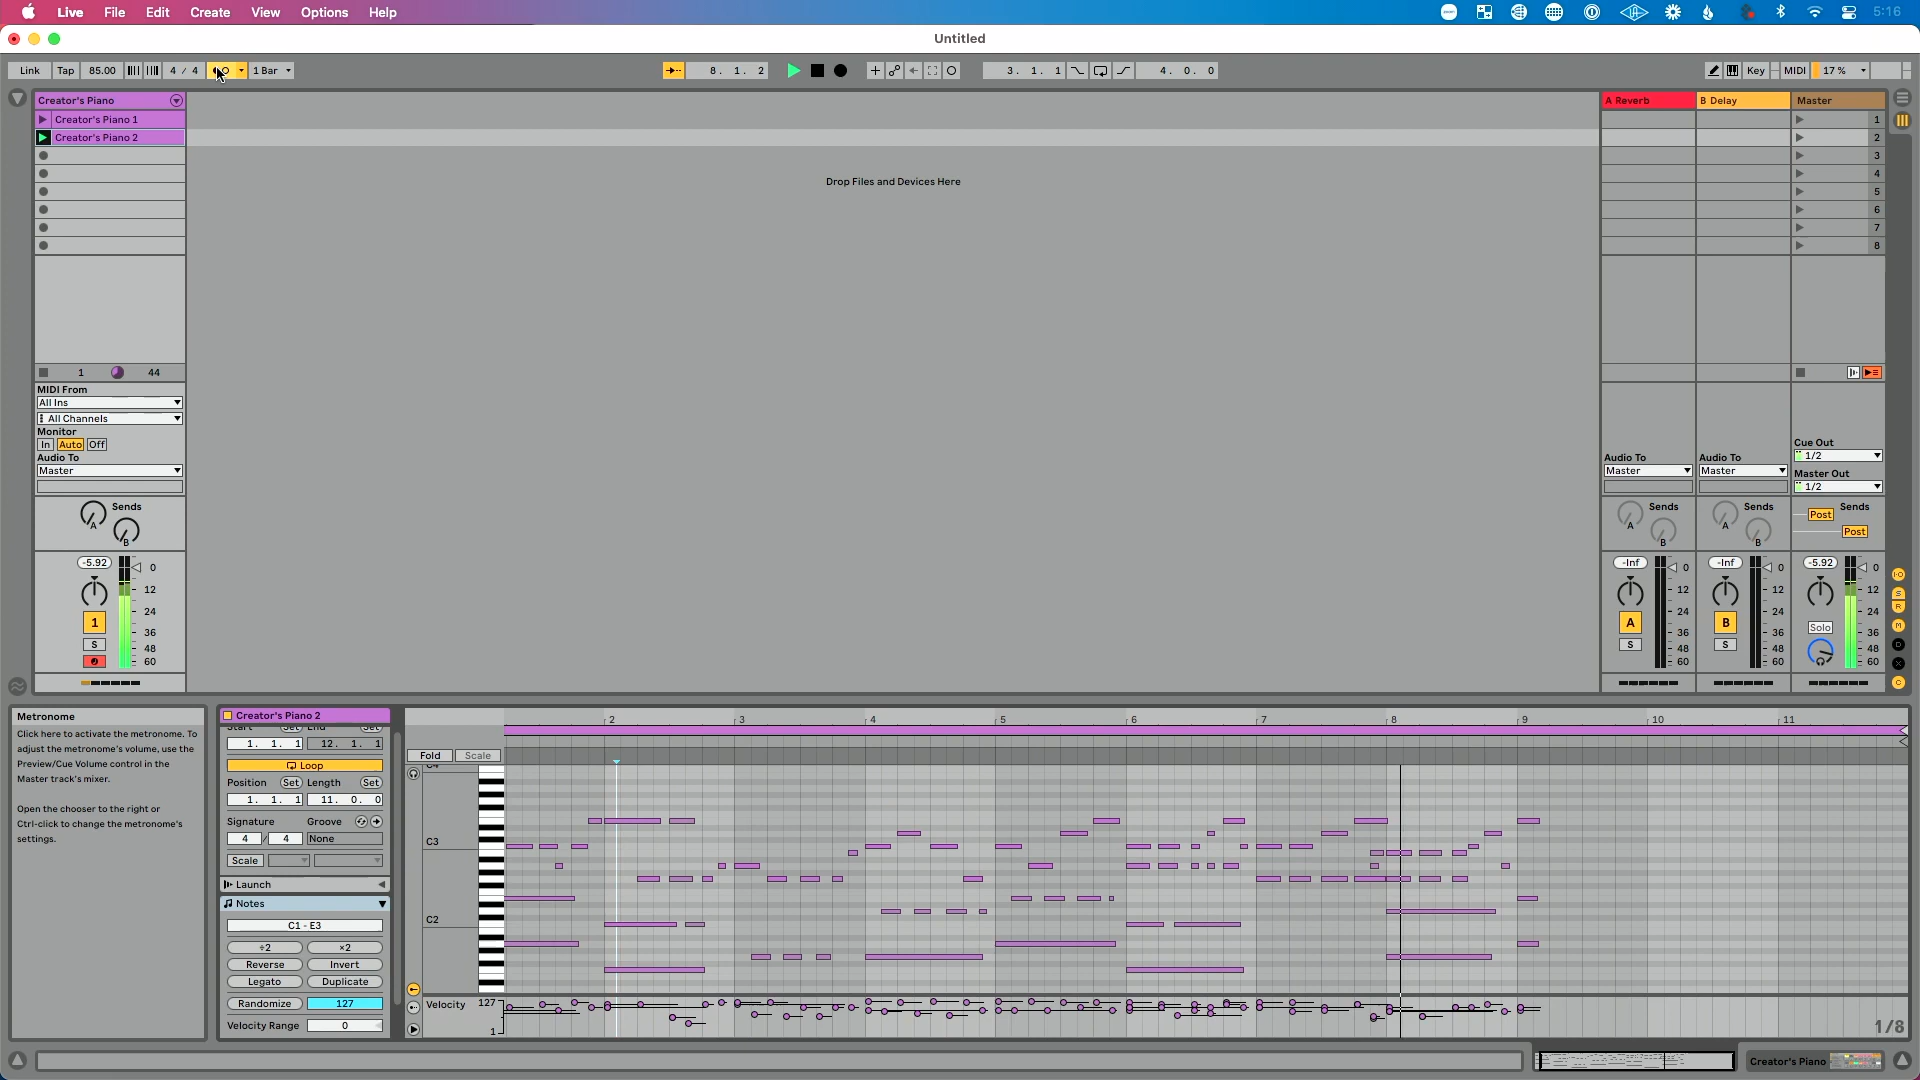 Live File Edit Create View Options Help 5:16
Untitled
Link Tap 85.00 4 / 4 1 Bar 8. 1. 2 3. 1. 1 4. 0. 0 Key MIDI 17 %
Creator's Piano A Reverb B Delay Master
Creator's Piano 1 1
Creator's Piano 2 2
3
Drop Files and Devices Here 4
5
6
7
8
1 44
MIDI From
All Ins
All Channels
Monitor
In Auto Off
Audio To
Master
Sends
A
B
-5.92
0
12
24
36
48
60
1
S
Audio To
Master
Sends
A
B
-Inf
0
12
24
36
48
60
A
S
Audio To
Master
Sends
A
B
-Inf
0
12
24
36
48
60
B
S
Cue Out
1/2
Master Out
1/2
Sends
Post
Post
-5.92
0
12
24
36
48
60
Solo
Metronome
Click here to activate the metronome. To
adjust the metronome's volume, use the
Preview/Cue Volume control in the
Master track's mixer.
Open the chooser to the right or
Ctrl-click to change the metronome's
settings.
Creator's Piano 2
Start Set End Set
1. 1. 1 12. 1. 1
Loop
Position Set Length Set
1. 1. 1 11. 0. 0
Signature Groove
4 / 4 None
Scale
Launch
Notes
C1 - E3
÷2 ×2
Reverse Invert
Legato Duplicate
Randomize 127
Velocity Range 0
2 3 4 5 6 7 8 9 10 11
Fold Scale
C4
C3
C2
Velocity 127
1
1/8
Creator's Piano